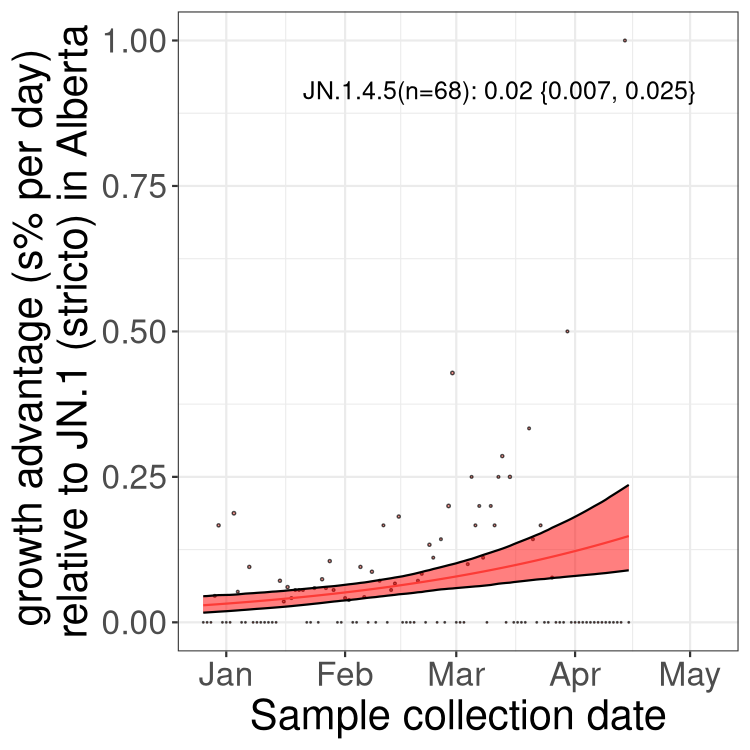 growth advantage (s% per day)
relative to JN.1 (stricto) in Alberta
1.00
0.75
0.50
0.25
0.00
JN.1.4.5(n=68): 0.02 {0.007, 0.025}
Jan Feb Mar Apr May
Sample collection date